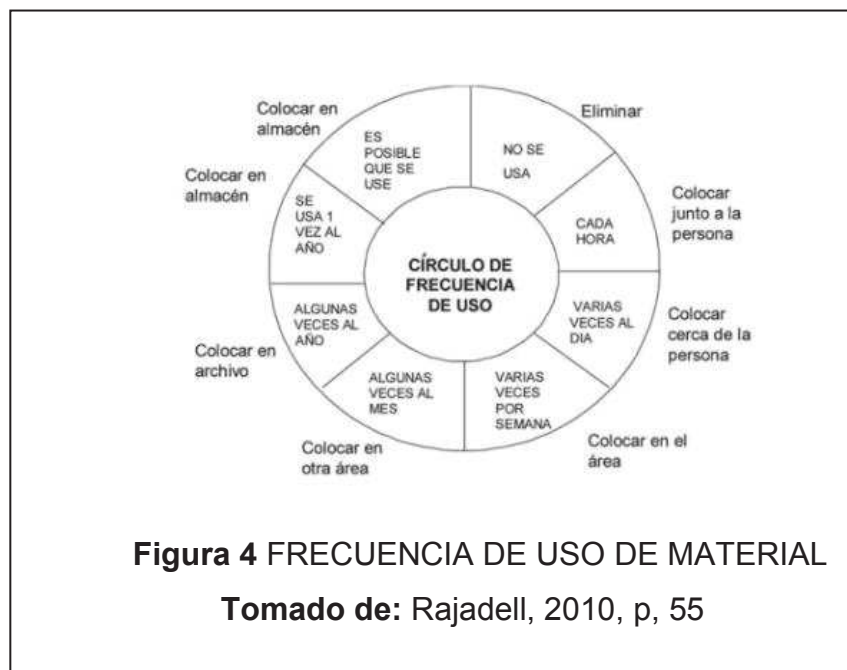 Colocar en
almacén
ES
POSIBLE
QUE SE
USE
Eliminar
NO SE
USA
Colocar
junto a la
persona
CADA
HORA
Colocar
cerca de la
persona
VARIAS
VECES AL
DIA
Colocar en el
área
VARIAS
VECES
POR
SEMANA
Colocar en
otra área
ALGUNAS
VECES AL
MES
Colocar en
archivo
ALGUNAS
VECES AL
AÑO
Colocar en
almacén
SE
USA 1
VEZ AL
AÑO
CÍRCULO DE
FRECUENCIA
DE USO
Figura 4 FRECUENCIA DE USO DE MATERIAL
Tomado de: Rajadell, 2010, p, 55